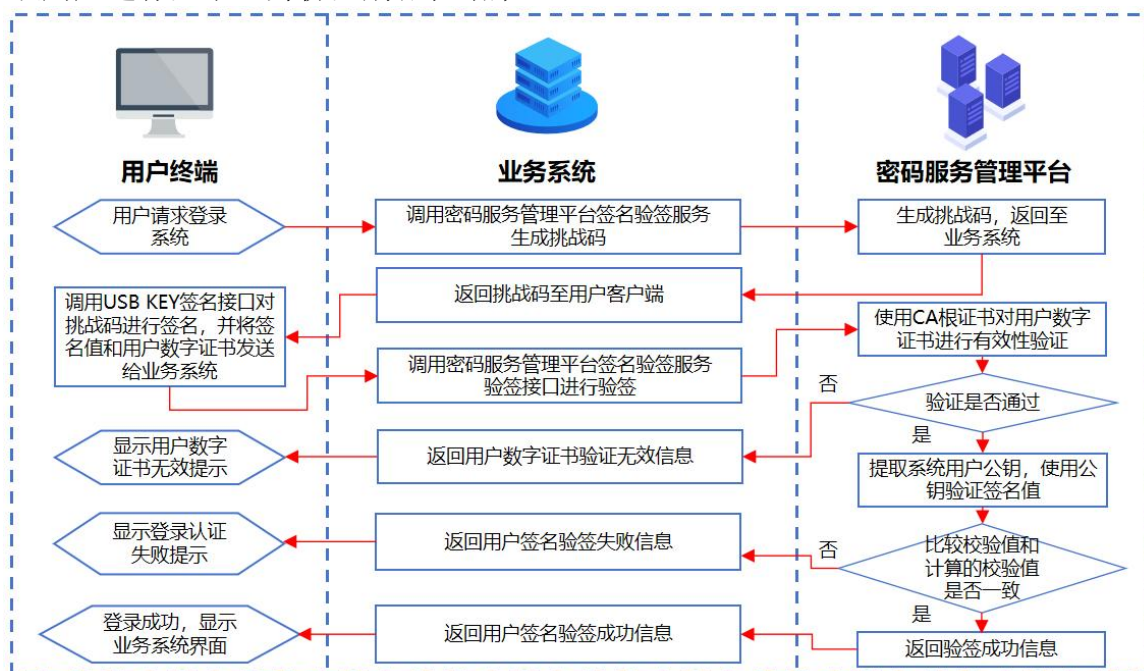 用户终端
业务系统
密码服务管理平台
用户请求登录
系统
调用密码服务管理平台签名验签服务
生成挑战码
生成挑战码，返回至
业务系统
返回挑战码至用户客户端
调用USB KEY签名接口对
挑战码进行签名，并将签
名值和用户数字证书发送
给业务系统
使用CA根证书对用户数字
证书进行有效性验证
调用密码服务管理平台签名验签服务
验签接口进行验签
否
验证是否通过
是
显示用户数字
证书无效提示
返回用户数字证书验证无效信息
提取系统用户公钥，使用公
钥验证签名值
显示登录认证
失败提示
返回用户签名验签失败信息
否
比较校验值和
计算的校验值
是否一致
是
登录成功，显示
业务系统界面
返回用户签名验签成功信息
返回验签成功信息